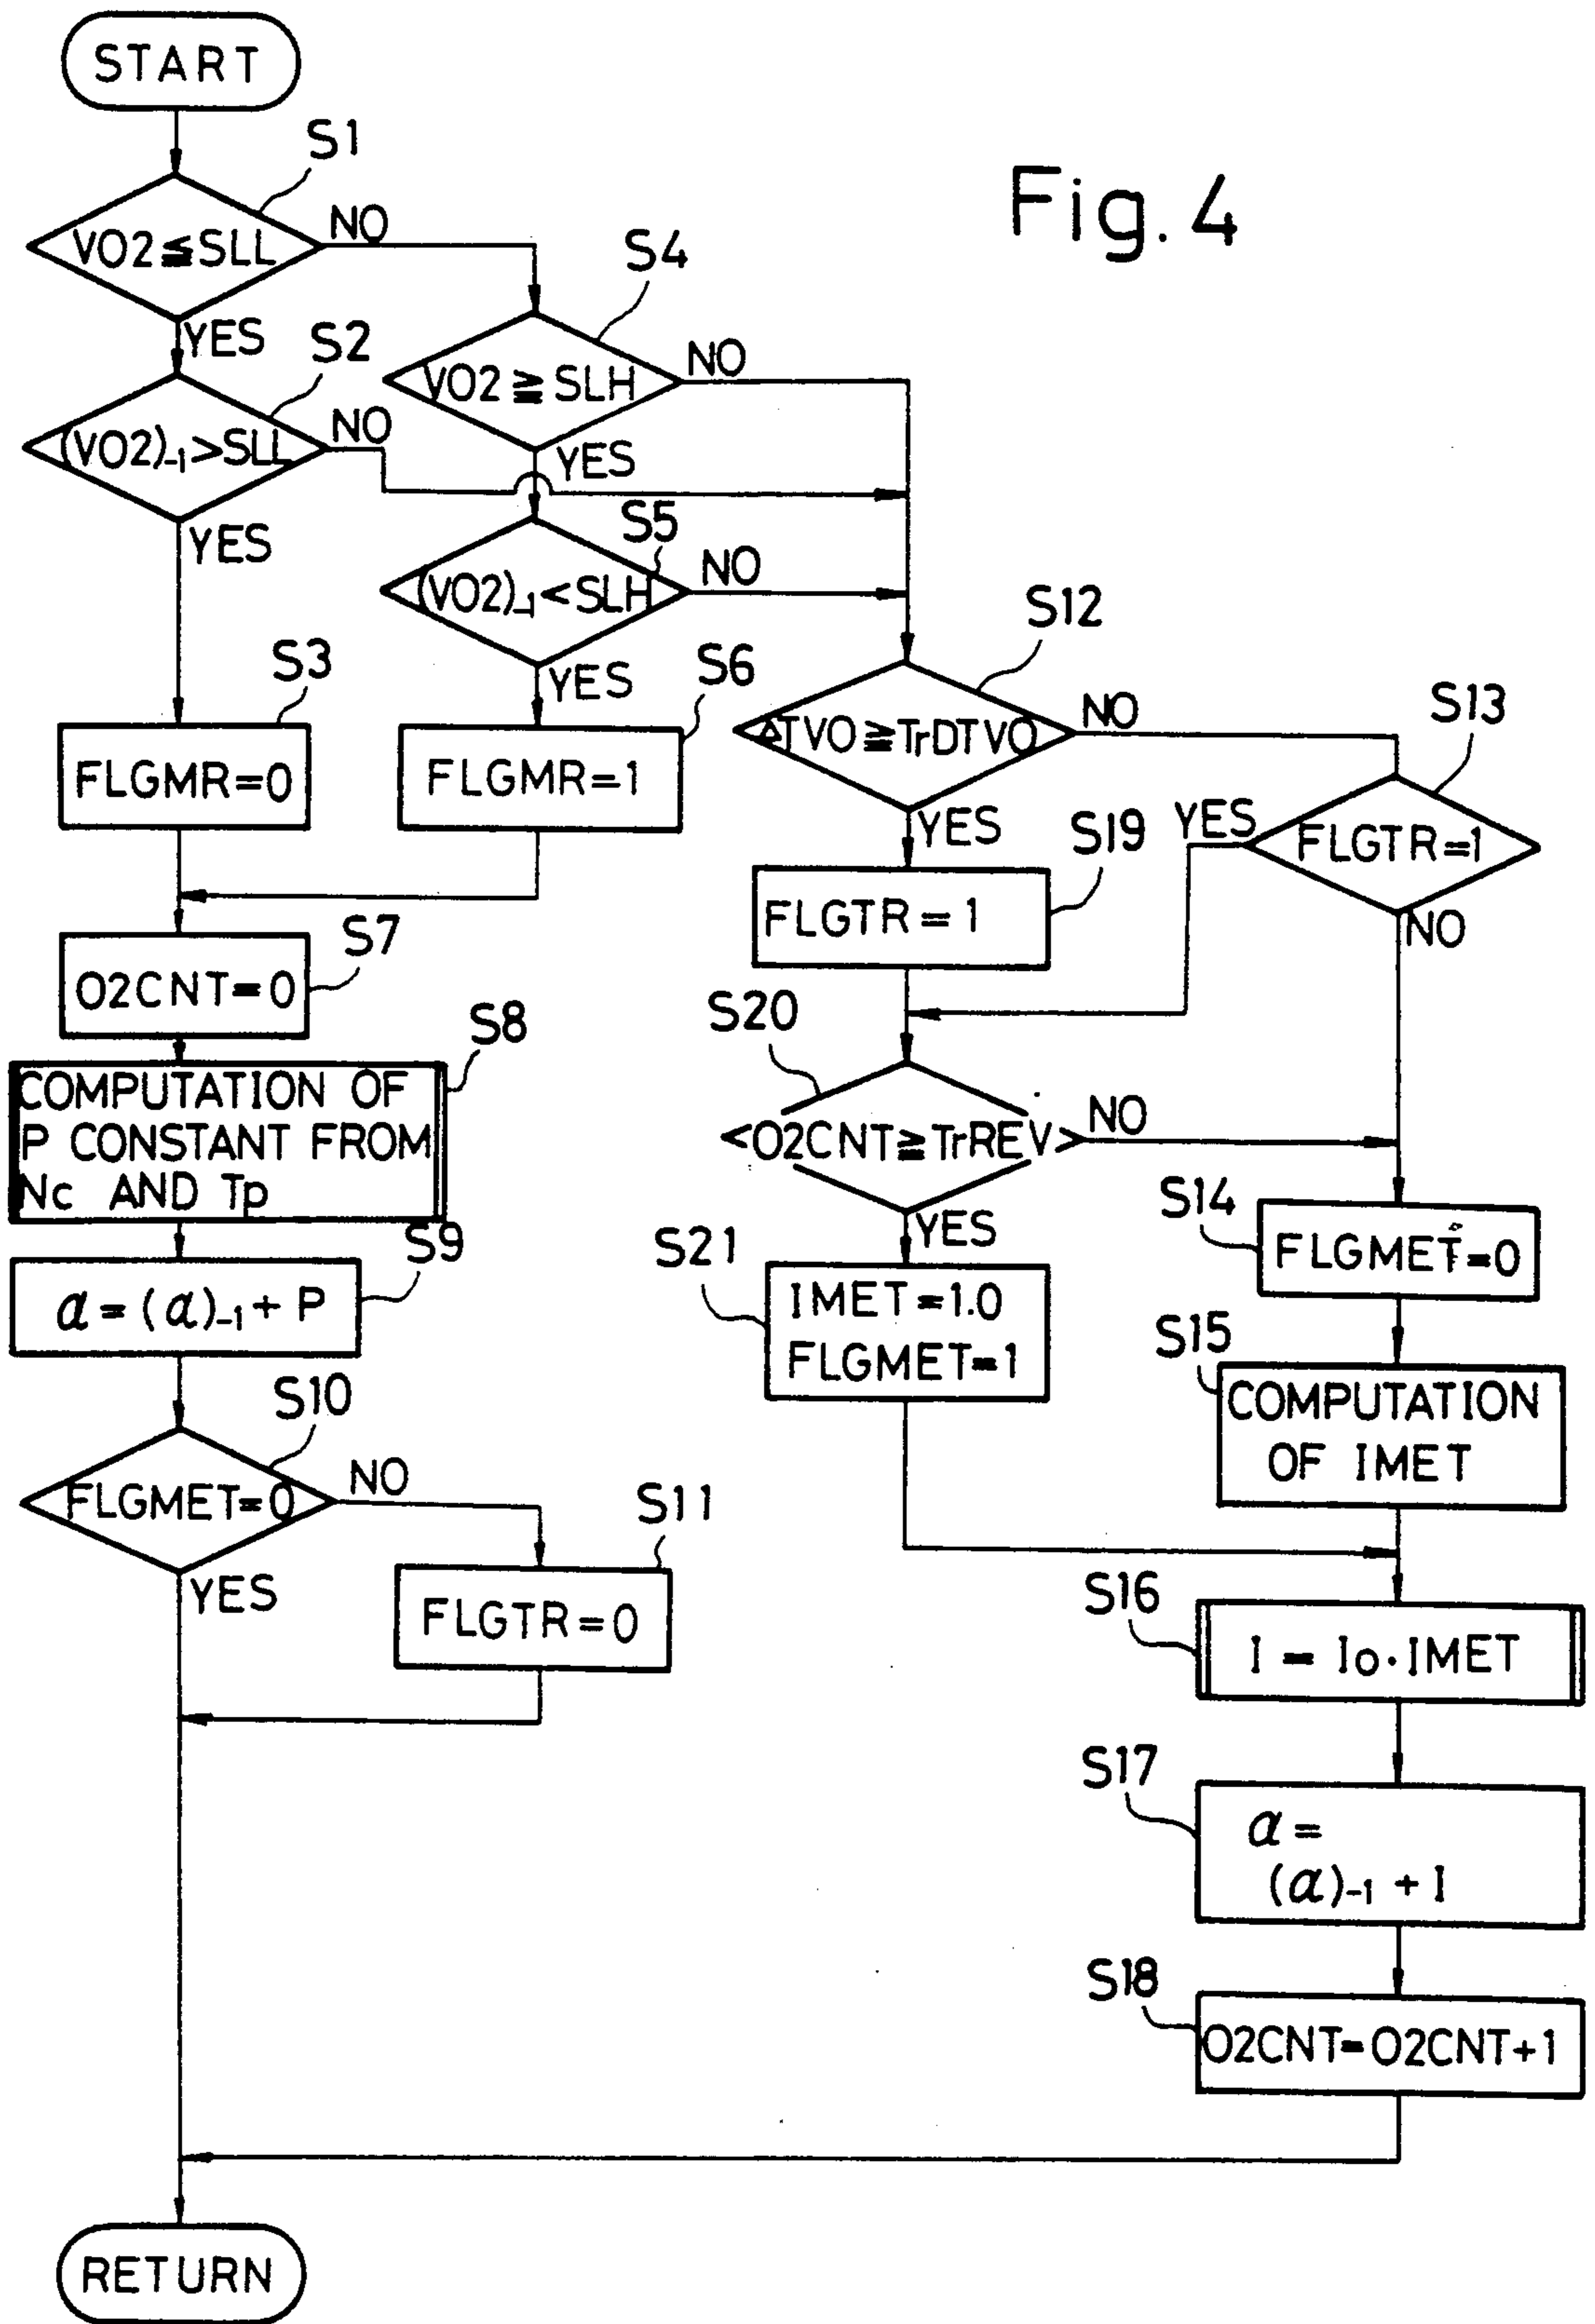 START
Fig. 4
S1
VO2≦SLL
NO
YES
S4
VO2≧SLH
NO
YES
S2
(VO2)₋₁>SLL
NO
YES
S5
(VO2)₋₁<SLH
NO
YES
S3
FLGMR=0
S6
FLGMR=1
S12
ΔTVO≧TrDTVO
NO
YES
S13
FLGTR=1
YES
NO
S19
FLGTR=1
S7
O2CNT=0
S20
O2CNT≧TrREV
NO
YES
S8
COMPUTATION OF
P CONSTANT FROM
Nc AND Tp
S14
FLGMET=0
S9
α=(α)₋₁+P
S21
IMET=1.0
FLGMET=1
S15
COMPUTATION
OF IMET
S10
FLGMET=0
NO
YES
S11
FLGTR=0
S16
I = Io·IMET
S17
α=
(α)₋₁+I
S18
O2CNT=O2CNT+1
RETURN